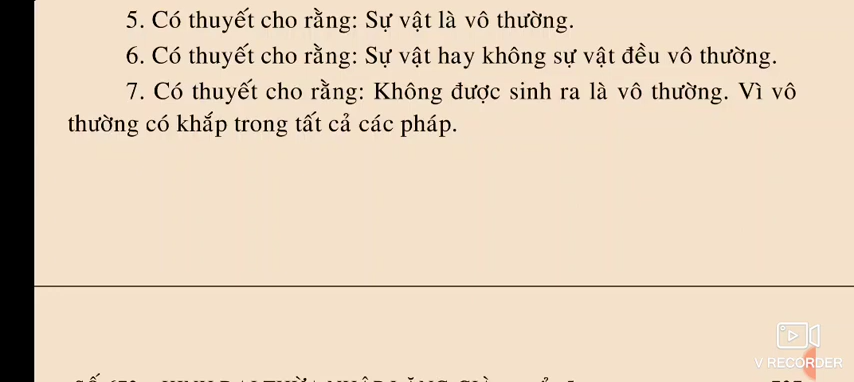 5. Có thuyết cho rằng: Sự vật là vô thường.
6. Có thuyết cho rằng: Sự vật hay không sự vật đều vô thường.
7. Có thuyết cho rằng: Không được sinh ra là vô thường. Vì vô
thường có khắp trong tất cả các pháp.
V RECORDER